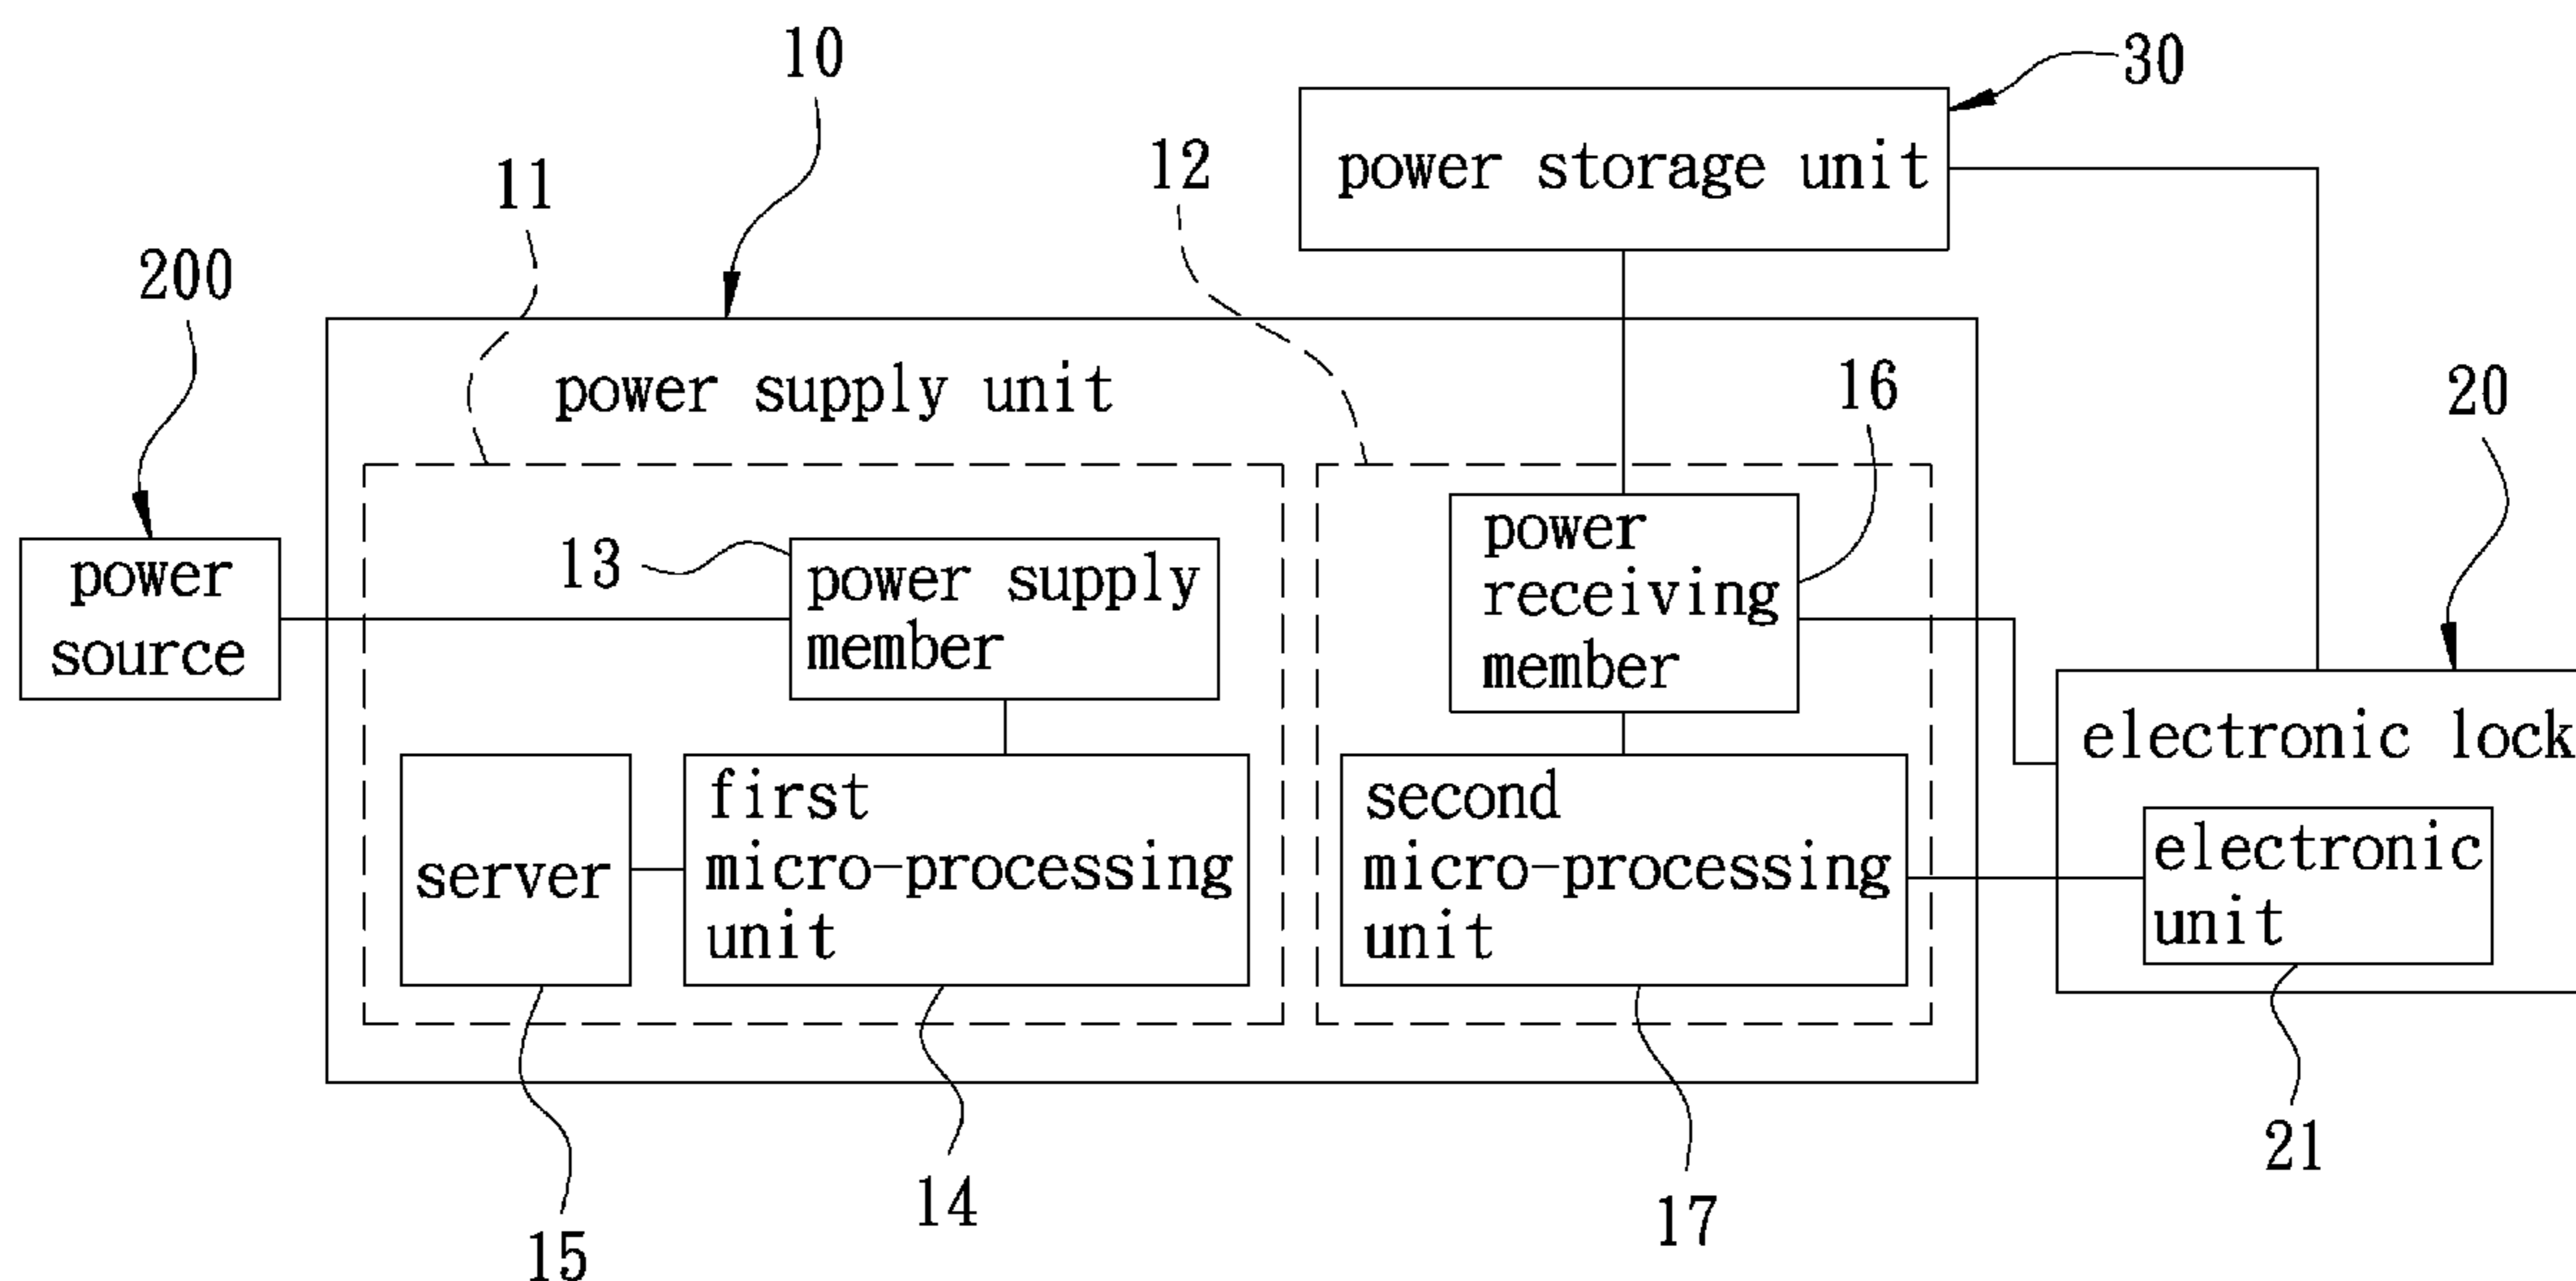 10
30
power storage unit
12
11
200
power supply unit
16
20
13
power supply
member
power
receiving
member
power
source
electronic lock
server
first
micro-processing
unit
second
micro-processing
unit
electronic
unit
21
14
17
15